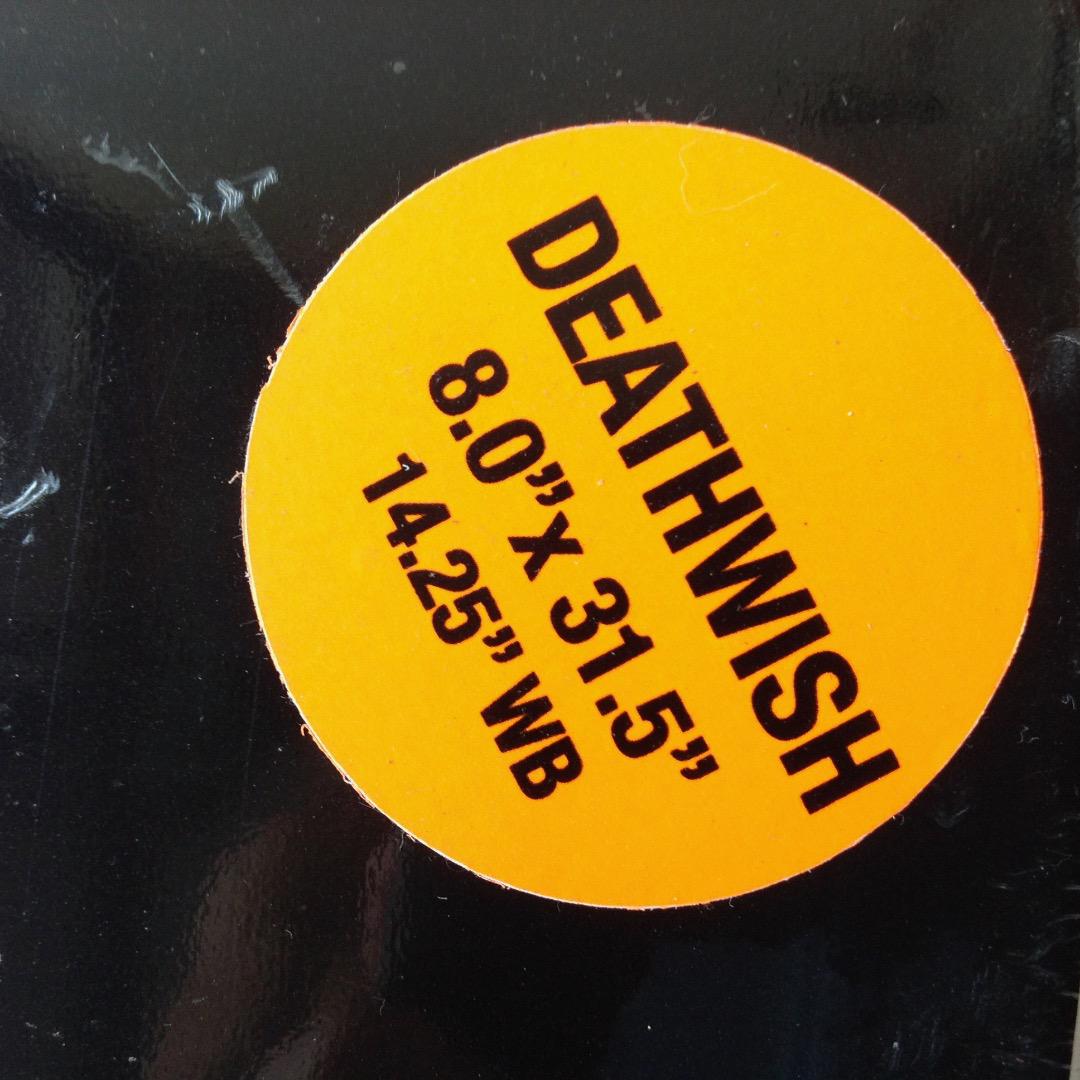 DEATHWISH
8.0” x 31.5”
14.25” WB